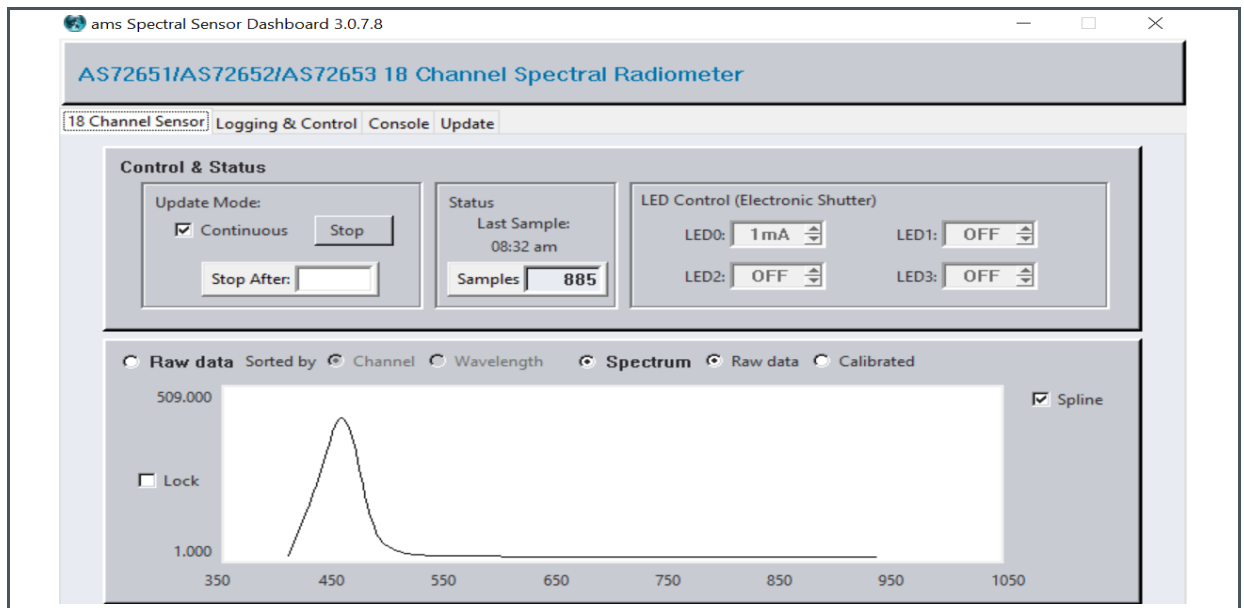 ams Spectral Sensor Dashboard 3.0.7.8
AS72651/AS72652/AS72653 18 Channel Spectral Radiometer
18 Channel Sensor Logging & Control Console Update
Control & Status
Update Mode:
Continuous Stop
Stop After:
Status
Last Sample:
08:32 am
Samples 885
LED Control (Electronic Shutter)
LED0: 1mA LED1: OFF
LED2: OFF LED3: OFF
Raw data Sorted by Channel Wavelength Spectrum Raw data Calibrated
509.000
Spline
Lock
1.000
350 450 550 650 750 850 950 1050